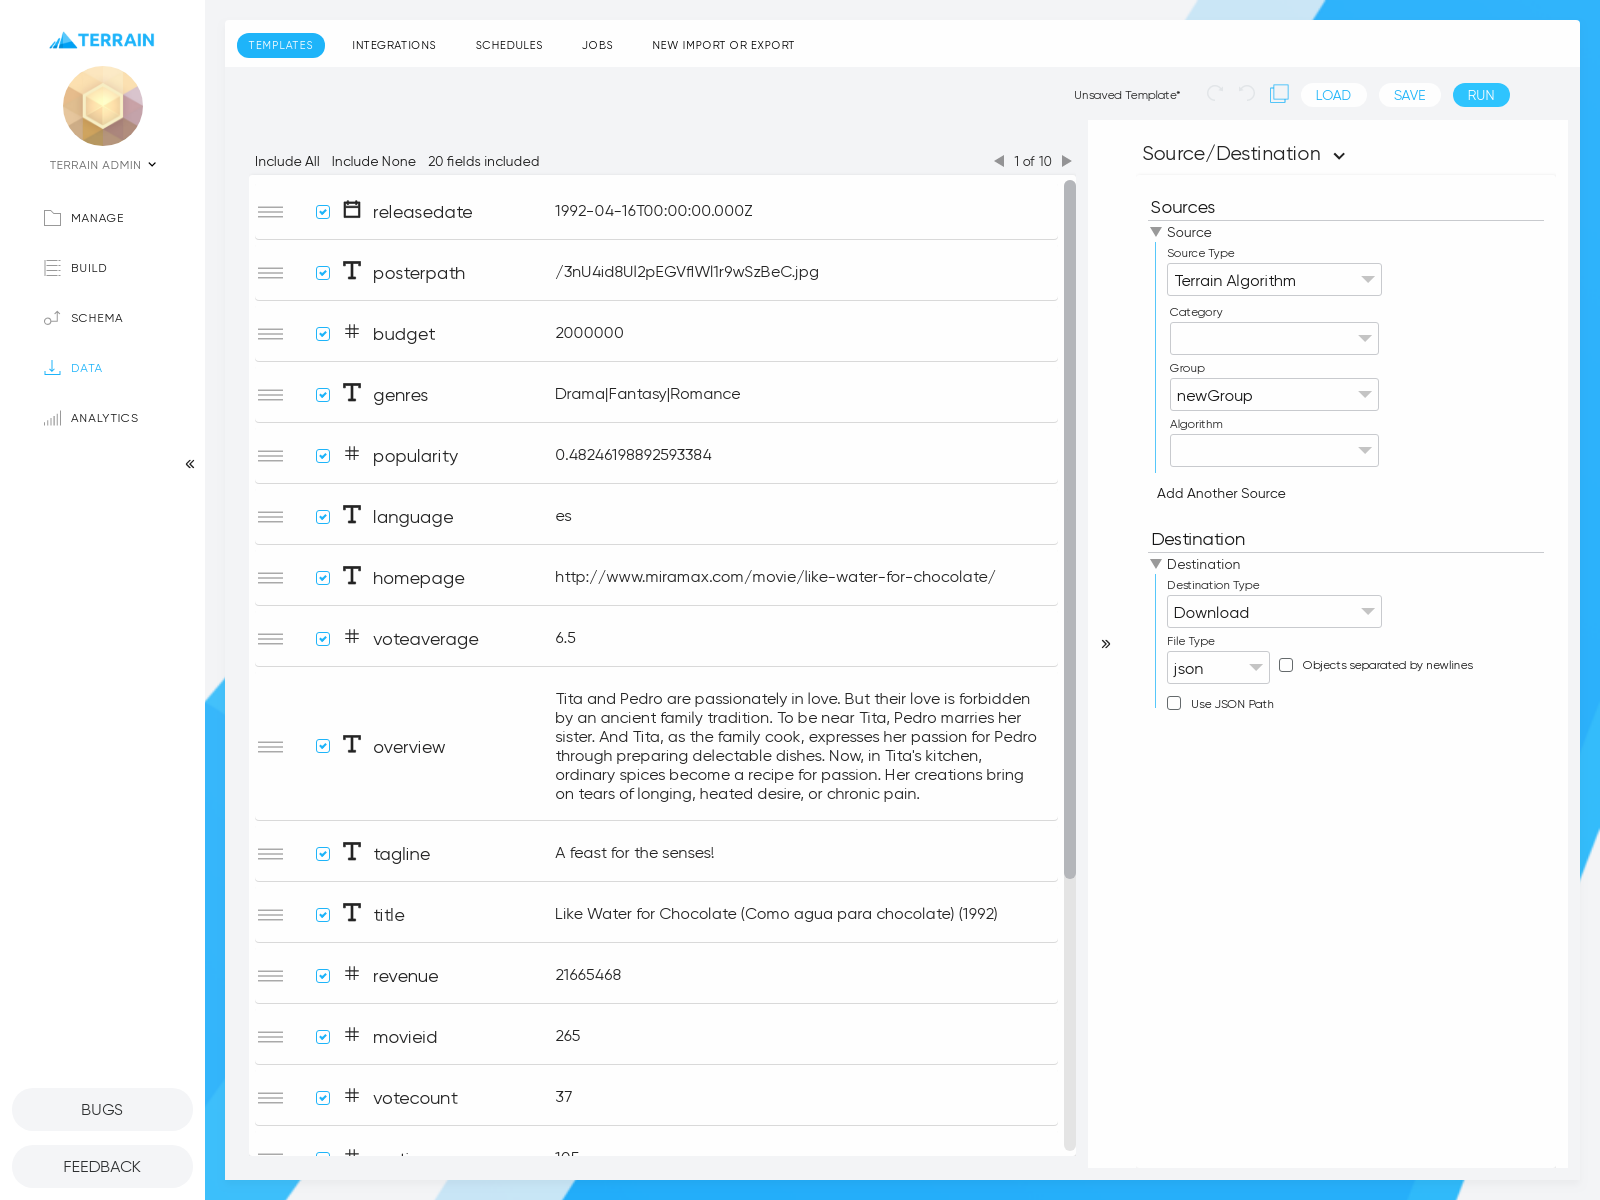 TERRAIN
TERRAIN ADMIN
MANAGE
BUILD
SCHEMA
DATA
ANALYTICS
BUGS
FEEDBACK
TEMPLATES INTEGRATIONS SCHEDULES JOBS NEW IMPORT OR EXPORT
Unsaved Template* LOAD SAVE RUN
Include All Include None 20 fields included 1 of 10
releasedate 1992-04-16T00:00:00.000Z
posterpath /3nU4id8Ul2pEGVflWl1r9wSzBeC.jpg
budget 2000000
genres Drama|Fantasy|Romance
popularity 0.48246198892593384
language es
homepage http://www.miramax.com/movie/like-water-for-chocolate/
voteaverage 6.5
overview
Tita and Pedro are passionately in love. But their love is forbidden
by an ancient family tradition. To be near Tita, Pedro marries her
sister. And Tita, as the family cook, expresses her passion for Pedro
through preparing delectable dishes. Now, in Tita's kitchen,
ordinary spices become a recipe for passion. Her creations bring
on tears of longing, heated desire, or chronic pain.
tagline A feast for the senses!
title Like Water for Chocolate (Como agua para chocolate) (1992)
revenue 21665468
movieid 265
votecount 37
Source/Destination
Sources
Source
Source Type
Terrain Algorithm
Category
Group
newGroup
Algorithm
Add Another Source
Destination
Destination
Destination Type
Download
File Type
json Objects separated by newlines
Use JSON Path